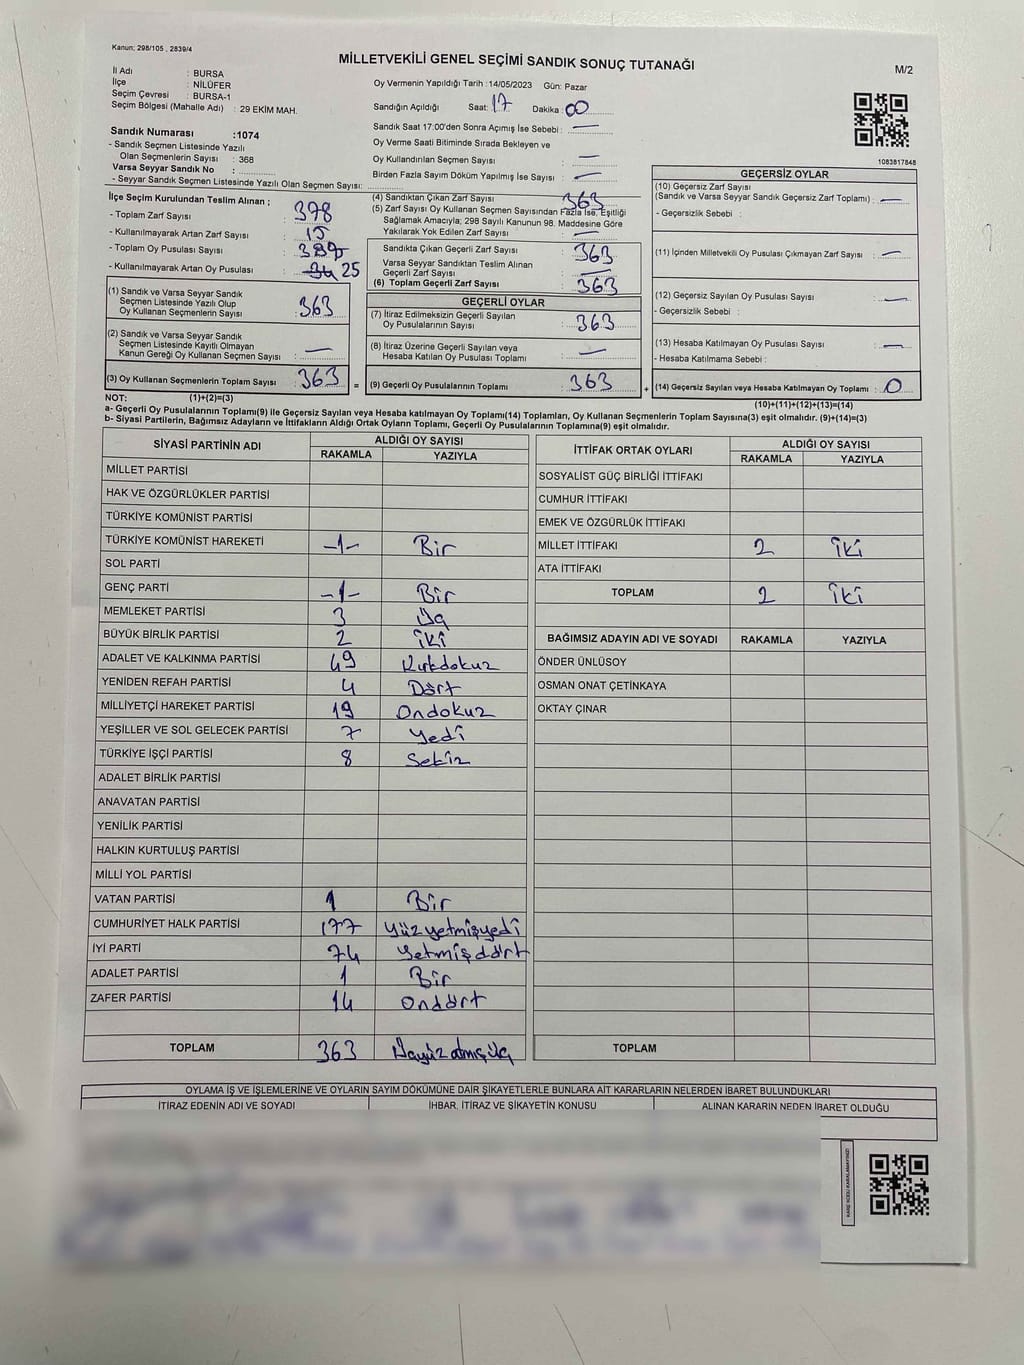 Kanun; 298/105 , 2839/4
MİLLETVEKİLİ GENEL SEÇİMİ SANDIK SONUÇ TUTANAĞI
M/2
İl Adı : BURSA
İlçe : NİLÜFER
Seçim Çevresi : BURSA-1
Seçim Bölgesi (Mahalle Adı) : 29 EKİM MAH.
Oy Vermenin Yapıldığı Tarih :14/05/2023 Gün: Pazar
Sandığın Açıldığı Saat: 17 Dakika: 00
Sandık Saat 17:00'den Sonra Açımış İse Sebebi : —
Oy Verme Saati Bitiminde Sırada Bekleyen ve
Oy Kullandırılan Seçmen Sayısı : —
Birden Fazla Sayım Döküm Yapılmış İse Sayısı : —
1083817848
Sandık Numarası :1074
- Sandık Seçmen Listesinde Yazılı
Olan Seçmenlerin Sayısı : 368
Varsa Seyyar Sandık No :
- Seyyar Sandık Seçmen Listesinde Yazılı Olan Seçmen Sayısı:
İlçe Seçim Kurulundan Teslim Alınan ;
- Toplam Zarf Sayısı : 378
- Kullanılmayarak Artan Zarf Sayısı : 15
- Toplam Oy Pusulası Sayısı :
- Kullanılmayarak Artan Oy Pusulası : 25
(1) Sandık ve Varsa Seyyar Sandık
Seçmen Listesinde Yazılı Olup
Oy Kullanan Seçmenlerin Sayısı : 363
(2) Sandık ve Varsa Seyyar Sandık
Seçmen Listesinde Kayıtlı Olmayan
Kanun Gereği Oy Kullanan Seçmen Sayısı : —
(3) Oy Kullanan Seçmenlerin Toplam Sayısı : 363 =
(4) Sandıktan Çıkan Zarf Sayısı : 363
(5) Zarf Sayısı Oy Kullanan Seçmen Sayısından Fazla İse, Eşitliği
Sağlamak Amacıyla; 298 Sayılı Kanunun 98. Maddesine Göre
Yakılarak Yok Edilen Zarf Sayısı : —
Sandıkta Çıkan Geçerli Zarf Sayısı : 363
Varsa Seyyar Sandıktan Teslim Alınan
Geçerli Zarf Sayısı : —
(6) Toplam Geçerli Zarf Sayısı : 363
GEÇERLİ OYLAR
(7) İtiraz Edilmeksizin Geçerli Sayılan
Oy Pusulalarının Sayısı : 363
(8) İtiraz Üzerine Geçerli Sayılan veya
Hesaba Katılan Oy Pusulası Toplamı : —
(9) Geçerli Oy Pusulalarının Toplamı : 363 +
GEÇERSİZ OYLAR
(10) Geçersiz Zarf Sayısı
(Sandık ve Varsa Seyyar Sandık Geçersiz Zarf Toplamı) : —
- Geçersizlik Sebebi :
(11) İçinden Milletvekili Oy Pusulası Çıkmayan Zarf Sayısı : —
(12) Geçersiz Sayılan Oy Pusulası Sayısı : —
- Geçersizlik Sebebi :
(13) Hesaba Katılmayan Oy Pusulası Sayısı : —
- Hesaba Katılmama Sebebi :
(14) Geçersiz Sayılan veya Hesaba Katılmayan Oy Toplamı : 0
NOT: (1)+(2)=(3)
(10)+(11)+(12)+(13)=(14)
a- Geçerli Oy Pusulalarının Toplamı(9) ile Geçersiz Sayılan veya Hesaba katılmayan Oy Toplamı(14) Toplamları, Oy Kullanan Seçmenlerin Toplam Sayısına(3) eşit olmalıdır. (9)+(14)=(3)
b- Siyasi Partilerin, Bağımsız Adayların ve İttifakların Aldığı Ortak Oyların Toplamı, Geçerli Oy Pusulalarının Toplamına(9) eşit olmalıdır.
SİYASİ PARTİNİN ADI ALDIĞI OY SAYISI
RAKAMLA YAZIYLA
MİLLET PARTİSİ
HAK VE ÖZGÜRLÜKLER PARTİSİ
TÜRKİYE KOMÜNİST PARTİSİ
TÜRKİYE KOMÜNİST HAREKETİ -1- Bir
SOL PARTİ
GENÇ PARTİ -1- Bir
MEMLEKET PARTİSİ 3 Üç
BÜYÜK BİRLİK PARTİSİ 2 İki
ADALET VE KALKINMA PARTİSİ 49 Kırkdokuz
YENİDEN REFAH PARTİSİ 4 Dört
MİLLİYETÇİ HAREKET PARTİSİ 19 Ondokuz
YEŞİLLER VE SOL GELECEK PARTİSİ 7 Yedi
TÜRKİYE İŞÇİ PARTİSİ 8 Sekiz
ADALET BİRLİK PARTİSİ
ANAVATAN PARTİSİ
YENİLİK PARTİSİ
HALKIN KURTULUŞ PARTİSİ
MİLLİ YOL PARTİSİ
VATAN PARTİSİ 1 Bir
CUMHURİYET HALK PARTİSİ 177 Yüzyetmişyedi
İYİ PARTİ 74 Yetmişdört
ADALET PARTİSİ 1 Bir
ZAFER PARTİSİ 14 Ondört
TOPLAM 363 Üçyüzatmışüç
İTTİFAK ORTAK OYLARI ALDIĞI OY SAYISI
RAKAMLA YAZIYLA
SOSYALİST GÜÇ BİRLİĞİ İTTİFAKI
CUMHUR İTTİFAKI
EMEK VE ÖZGÜRLÜK İTTİFAKI
MİLLET İTTİFAKI 2 İki
ATA İTTİFAKI
TOPLAM 2 İki
BAĞIMSIZ ADAYIN ADI VE SOYADI RAKAMLA YAZIYLA
ÖNDER ÜNLÜSOY
OSMAN ONAT ÇETİNKAYA
OKTAY ÇINAR
TOPLAM
OYLAMA İŞ VE İŞLEMLERİNE VE OYLARIN SAYIM DÖKÜMÜNE DAİR ŞİKAYETLERLE BUNLARA AİT KARARLARIN NELERDEN İBARET BULUNDUKLARI
İTİRAZ EDENİN ADI VE SOYADI İHBAR, İTİRAZ VE ŞİKAYETİN KONUSU ALINAN KARARIN NEDEN İBARET OLDUĞU
KARE KODU KARALAMAYINIZ!